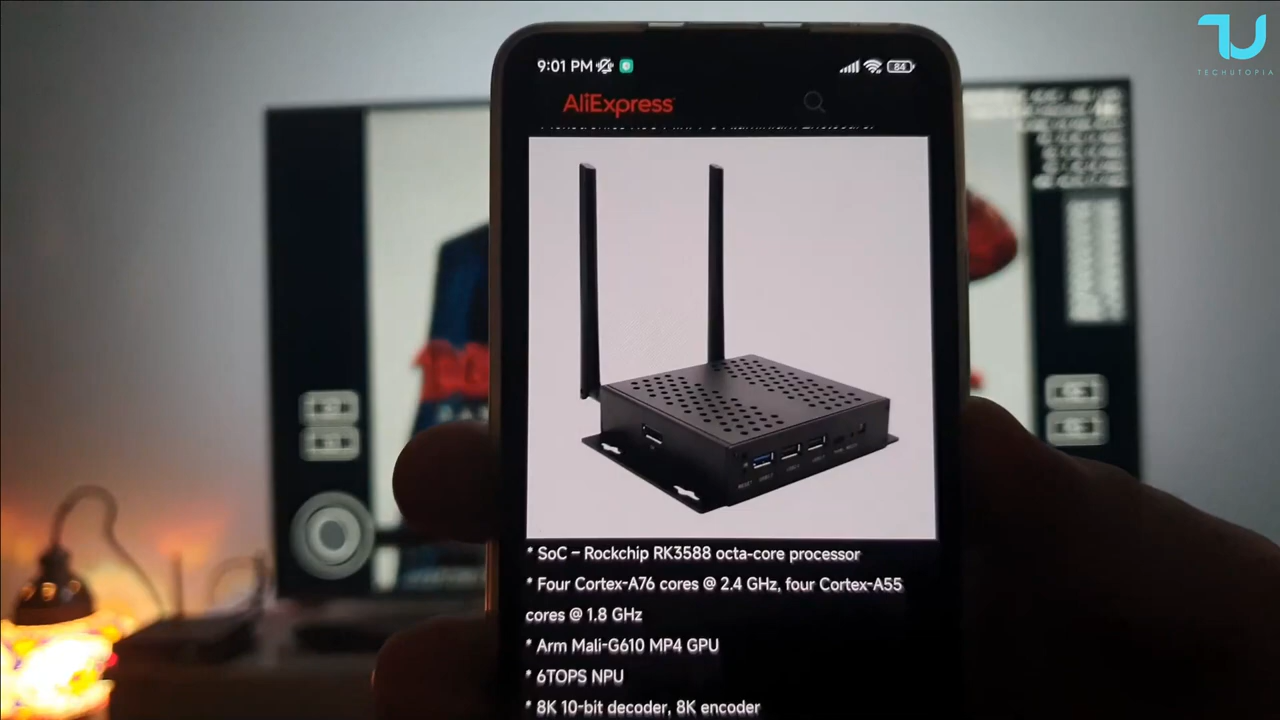 TECHUTOPIA
9:01 PM
84
AliExpress
* SoC – Rockchip RK3588 octa-core processor
* Four Cortex-A76 cores @ 2.4 GHz, four Cortex-A55
cores @ 1.8 GHz
* Arm Mali-G610 MP4 GPU
* 6TOPS NPU
* 8K 10-bit decoder, 8K encoder